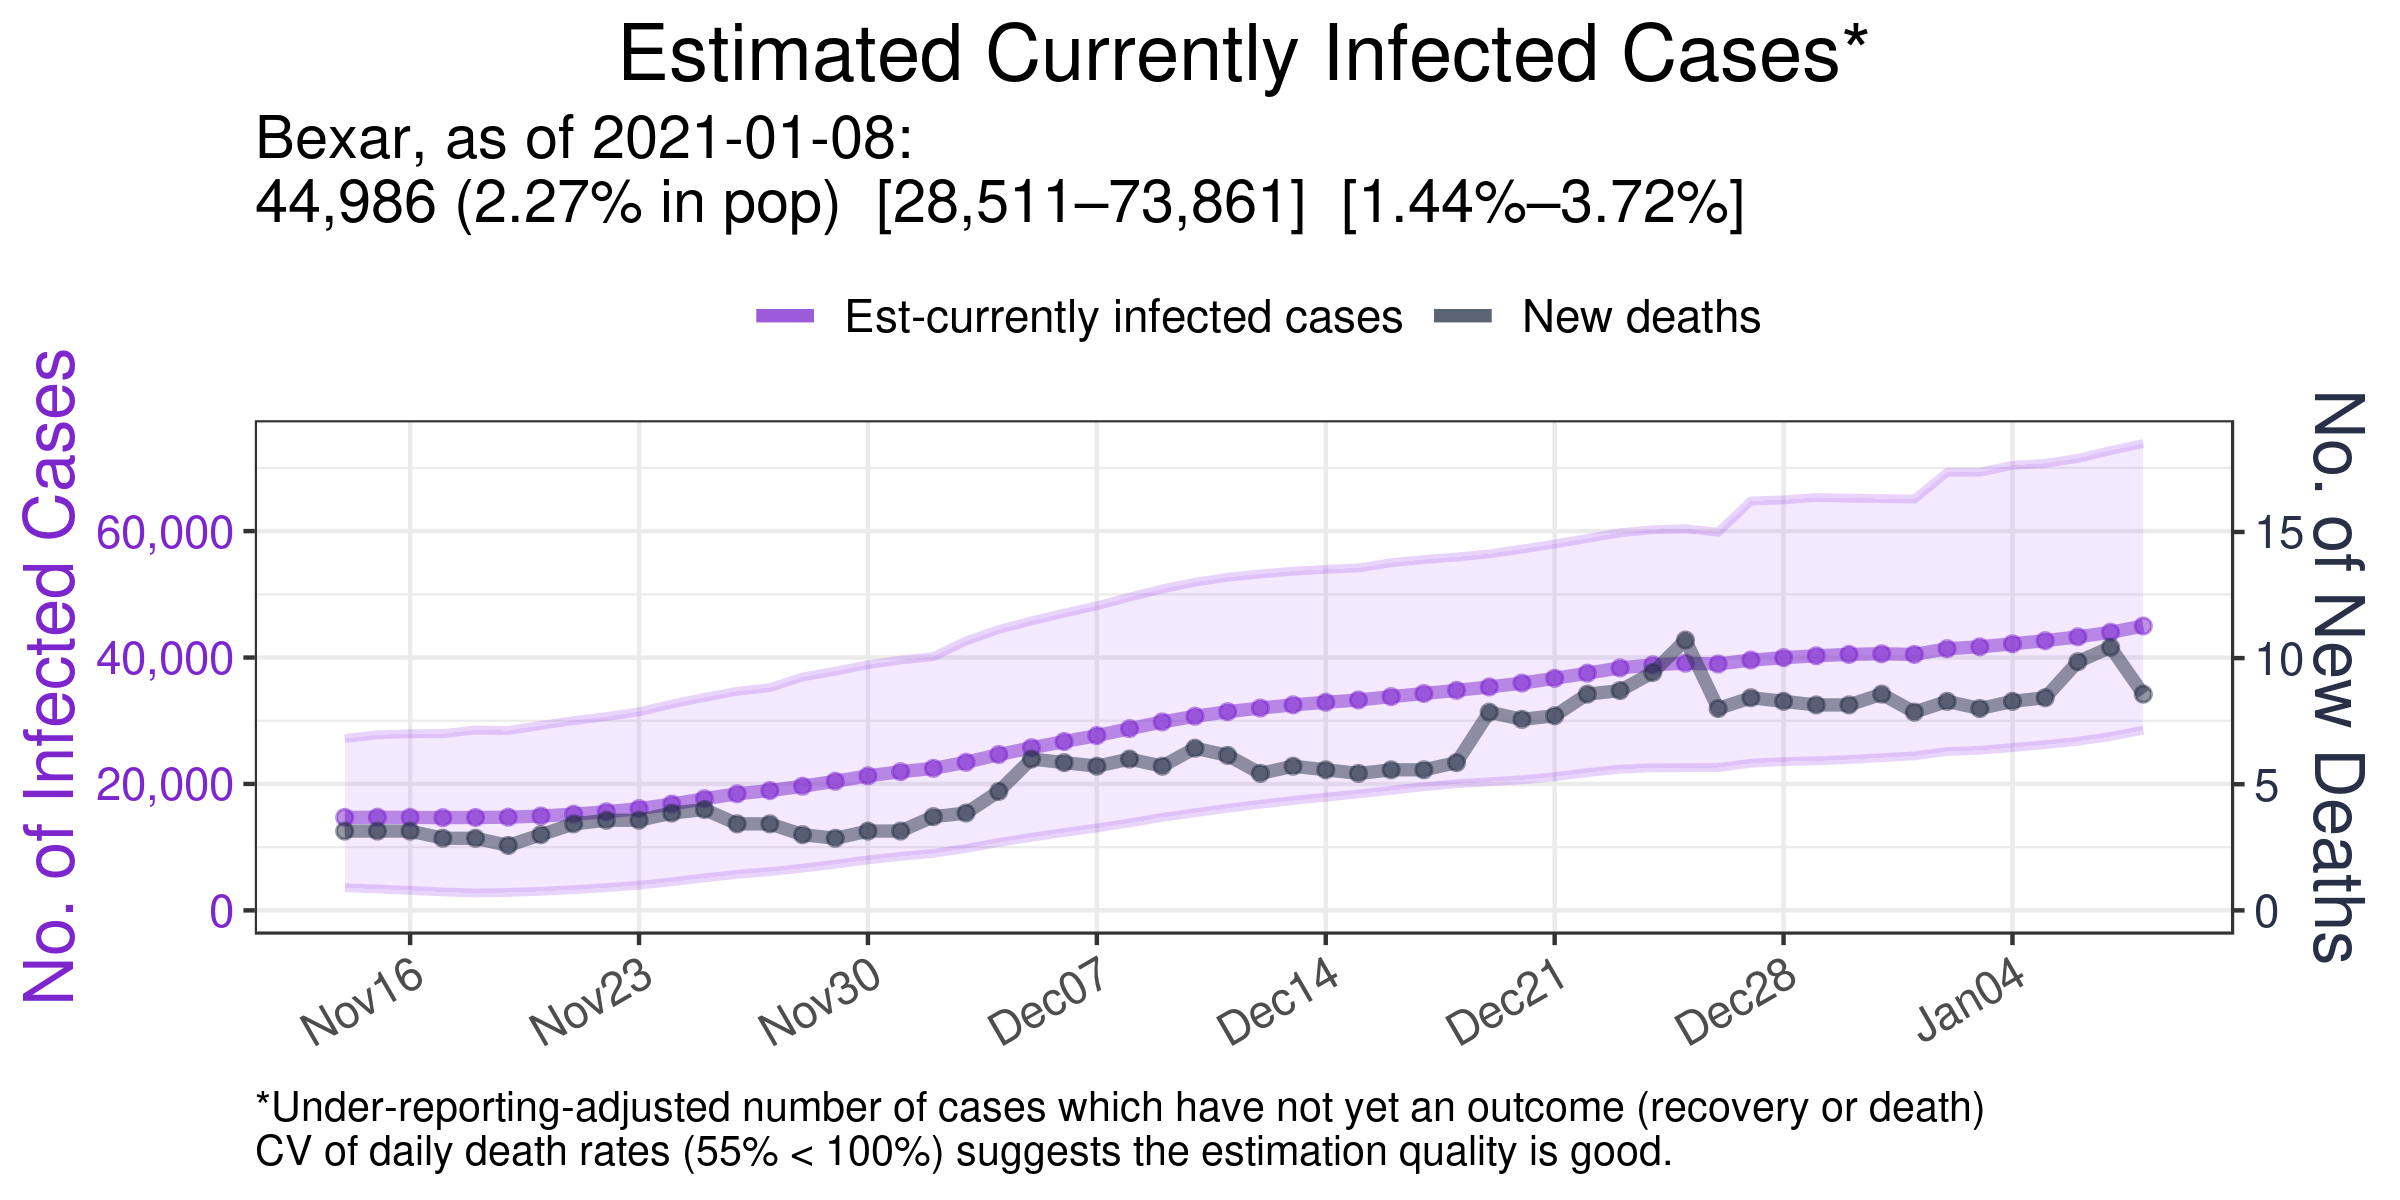 Estimated Currently Infected Cases*
Bexar, as of 2021-01-08:
44,986 (2.27% in pop) [28,511–73,861] [1.44%–3.72%]
Est-currently infected cases
New deaths
No. of Infected Cases
60,000
40,000
20,000
0
15
10
5
0
No. of New Deaths
Nov16
Nov23
Nov30
Dec07
Dec14
Dec21
Dec28
Jan04
*Under-reporting-adjusted number of cases which have not yet an outcome (recovery or death)
CV of daily death rates (55% < 100%) suggests the estimation quality is good.